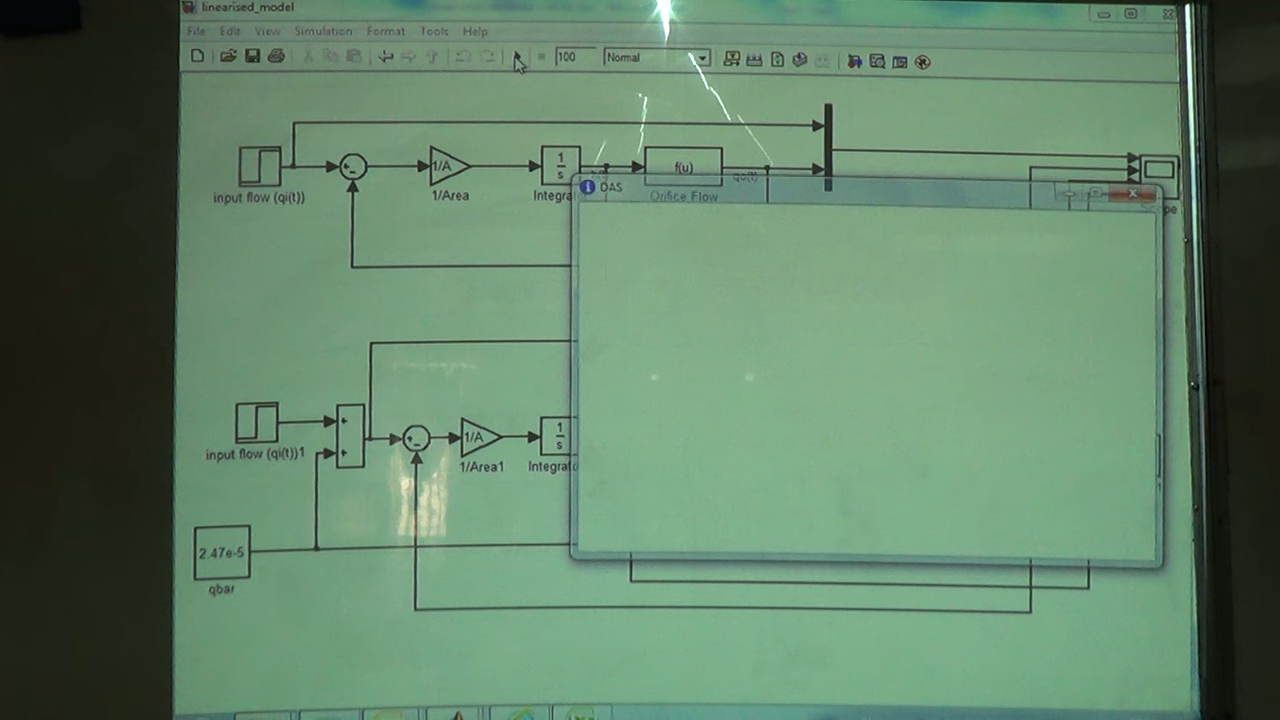 linearised_model
File Edit View Simulation Format Tools Help
100 Normal
input flow (qi(t))
+-
1/A
1/Area
1
s
f(u)
Orifice Flow
DAS
input flow (qi(t))1
+
+
+-
1/A
1/Area1
1
s
2.47e-5
qbar